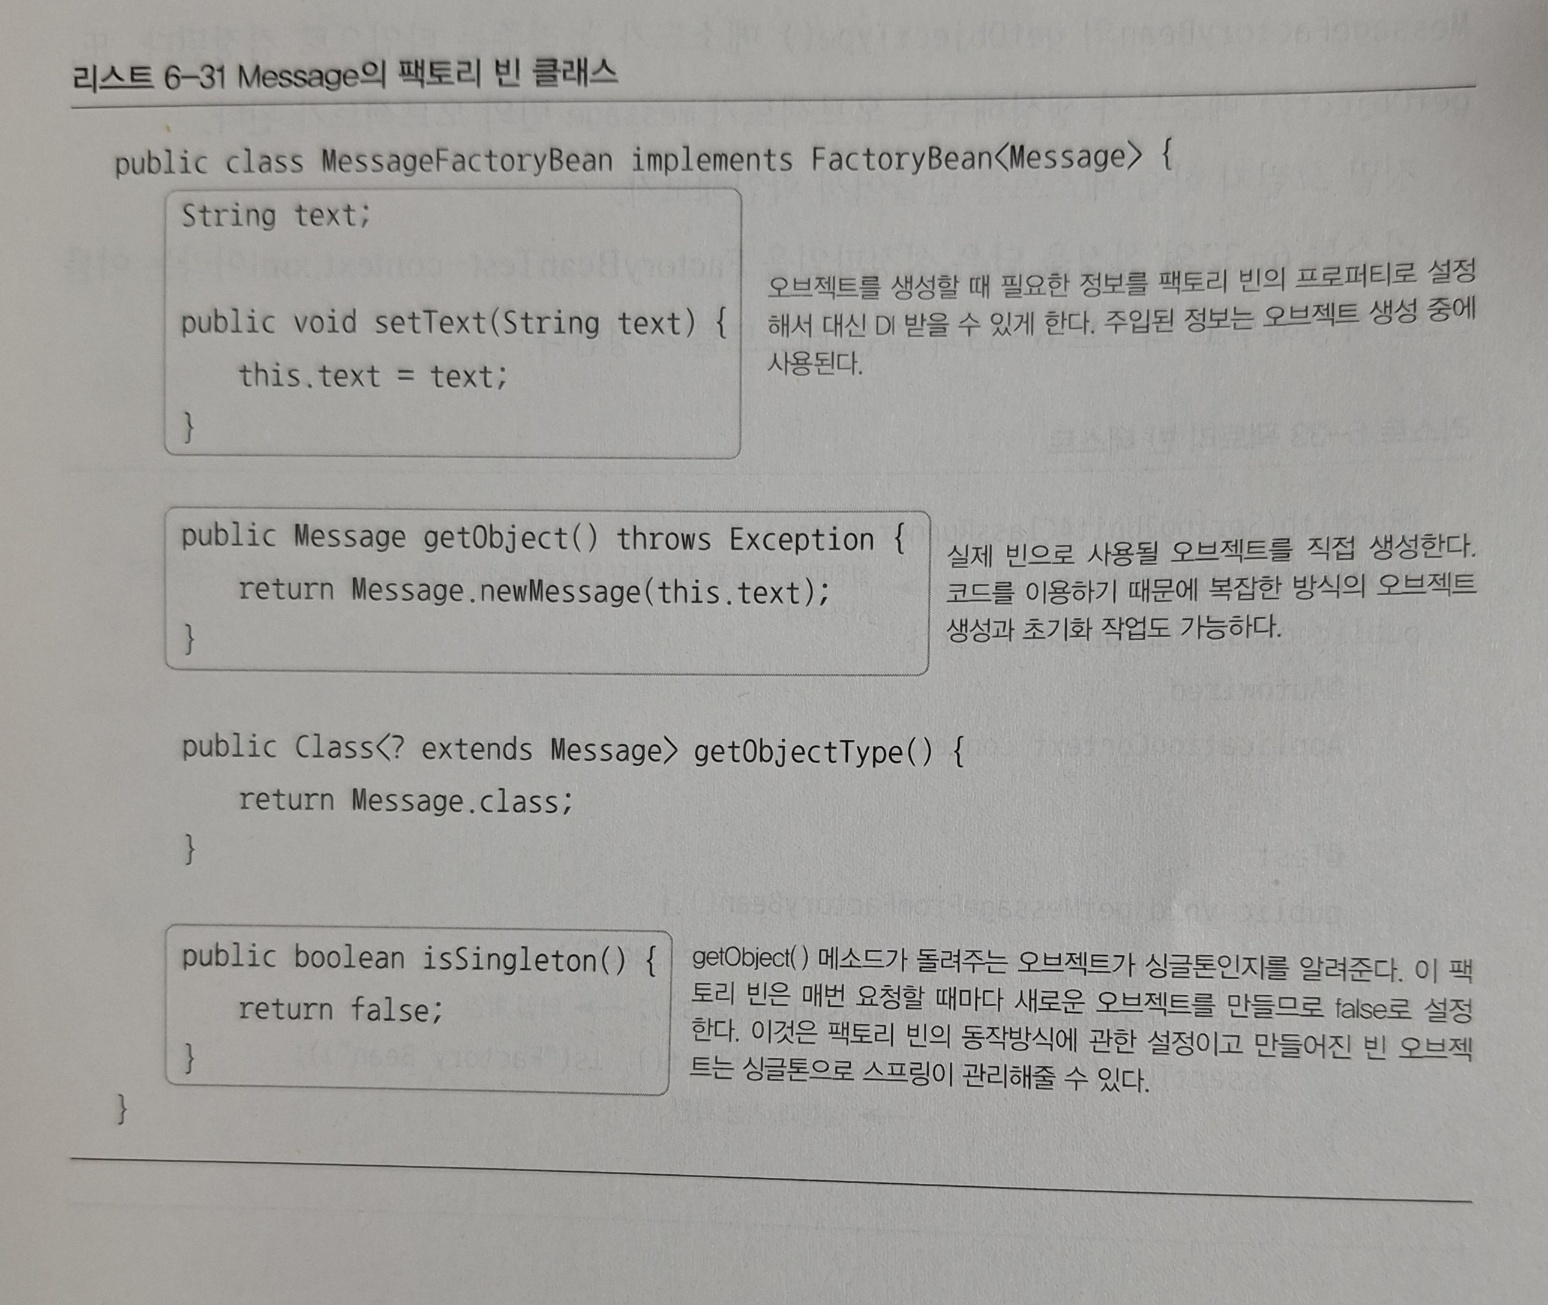 리스트 6–31 Message의 팩토리 빈 클래스
public class MessageFactoryBean implements FactoryBean<Message> {
String text;
public void setText(String text) {
this.text = text;
}
오브젝트를 생성할 때 필요한 정보를 팩토리 빈의 프로퍼티로 설정
해서 대신 DI 받을 수 있게 한다. 주입된 정보는 오브젝트 생성 중에
사용된다.
public Message getObject() throws Exception {
return Message.newMessage(this.text);
}
실제 빈으로 사용될 오브젝트를 직접 생성한다.
코드를 이용하기 때문에 복잡한 방식의 오브젝트
생성과 초기화 작업도 가능하다.
public Class<? extends Message> getObjectType() {
return Message.class;
}
public boolean isSingleton() {
return false;
}
getObject() 메소드가 돌려주는 오브젝트가 싱글톤인지를 알려준다. 이 팩
토리 빈은 매번 요청할 때마다 새로운 오브젝트를 만들므로 false로 설정
한다. 이것은 팩토리 빈의 동작방식에 관한 설정이고 만들어진 빈 오브젝
트는 싱글톤으로 스프링이 관리해줄 수 있다.
}